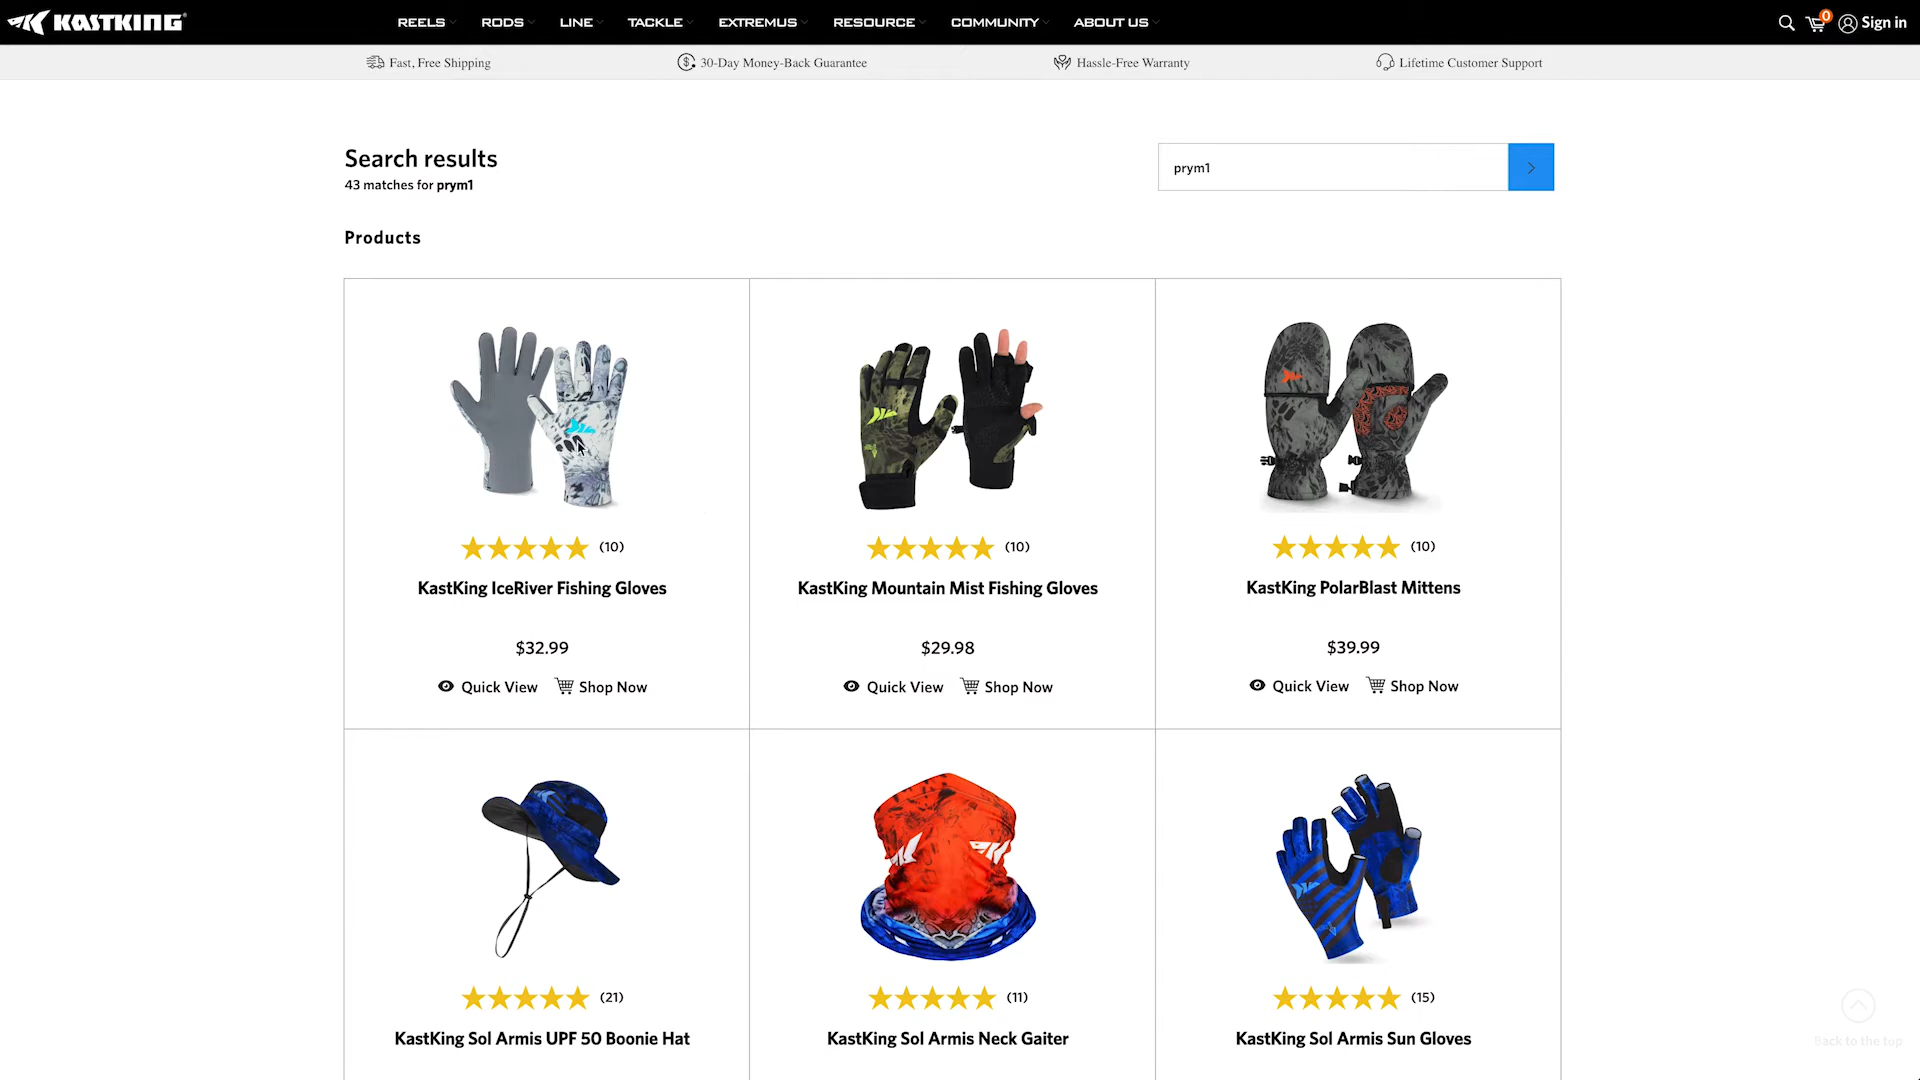 KASTKING®
REELS RODS LINE TACKLE EXTREMUS RESOURCE COMMUNITY ABOUT US
0 Sign in
Fast, Free Shipping
30-Day Money-Back Guarantee
Hassle-Free Warranty
Lifetime Customer Support
Search results
43 matches for prym1
prym1
Products
(10)
KastKing IceRiver Fishing Gloves
$32.99
Quick View Shop Now
(10)
KastKing Mountain Mist Fishing Gloves
$29.98
Quick View Shop Now
(10)
KastKing PolarBlast Mittens
$39.99
Quick View Shop Now
(21)
KastKing Sol Armis UPF 50 Boonie Hat
(11)
KastKing Sol Armis Neck Gaiter
(15)
KastKing Sol Armis Sun Gloves
Back to the top